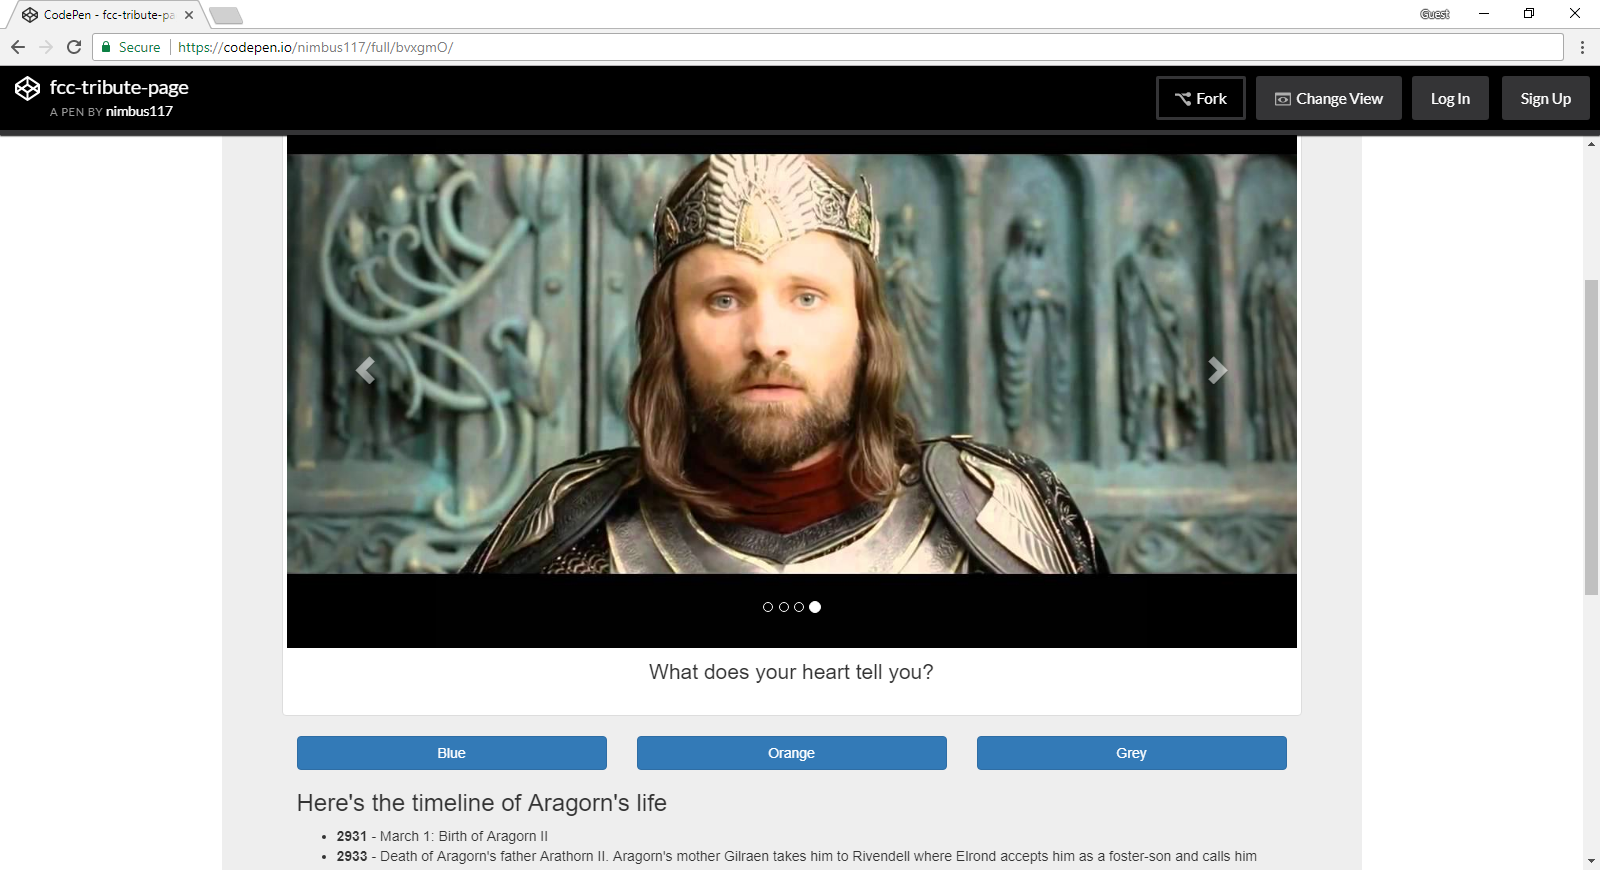 CodePen - fcc-tribute-pa
Guest
Secure https://codepen.io/nimbus117/full/bvxgmO/
fcc-tribute-page
A PEN BY nimbus117
Fork
Change View
Log In
Sign Up
What does your heart tell you?
Blue
Orange
Grey
Here's the timeline of Aragorn's life
2931 - March 1: Birth of Aragorn II
2933 - Death of Aragorn's father Arathorn II. Aragorn's mother Gilraen takes him to Rivendell where Elrond accepts him as a foster-son and calls him